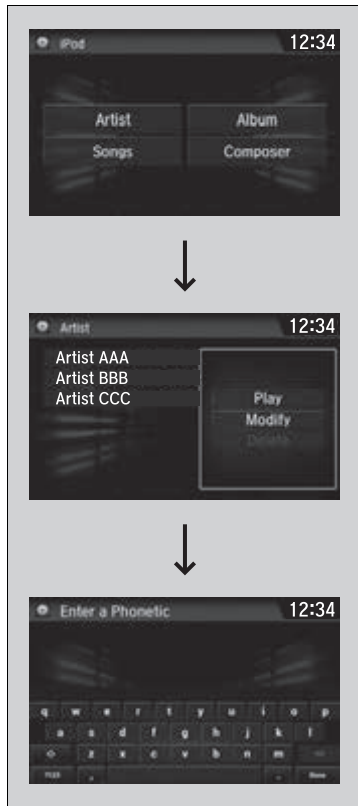 iPod 12:34
Artist Album
Songs Composer
Artist 12:34
Artist AAA
Artist BBB
Artist CCC
Play
Modify
Delete
Enter a Phonetic 12:34
q w e r t y u i o p
a s d f g h j k l
z x c v b n m